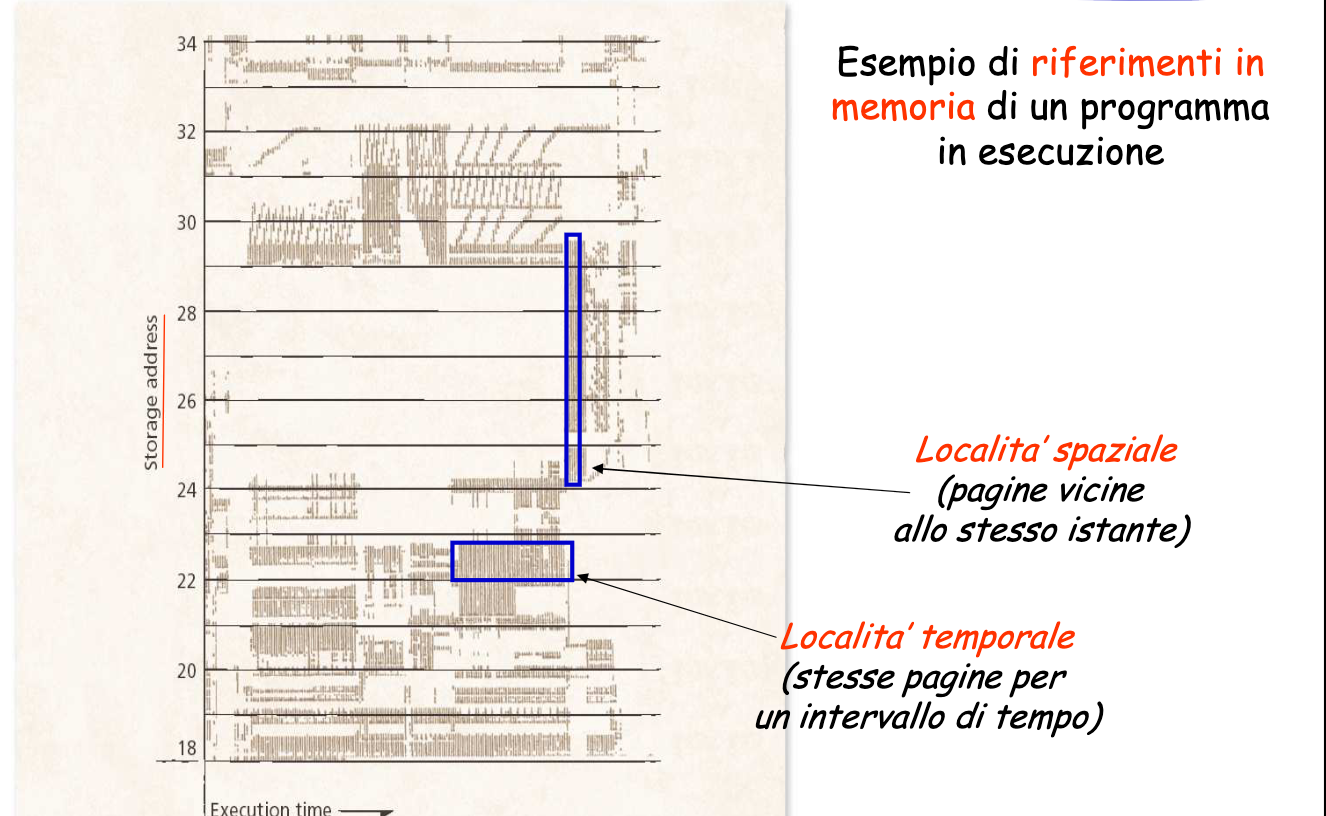 Esempio di riferimenti in
memoria di un programma
in esecuzione
34
32
30
28
26
24
22
20
18
Storage address
Execution time
Localita’ spaziale
(pagine vicine
allo stesso istante)
Localita’ temporale
(stesse pagine per
un intervallo di tempo)